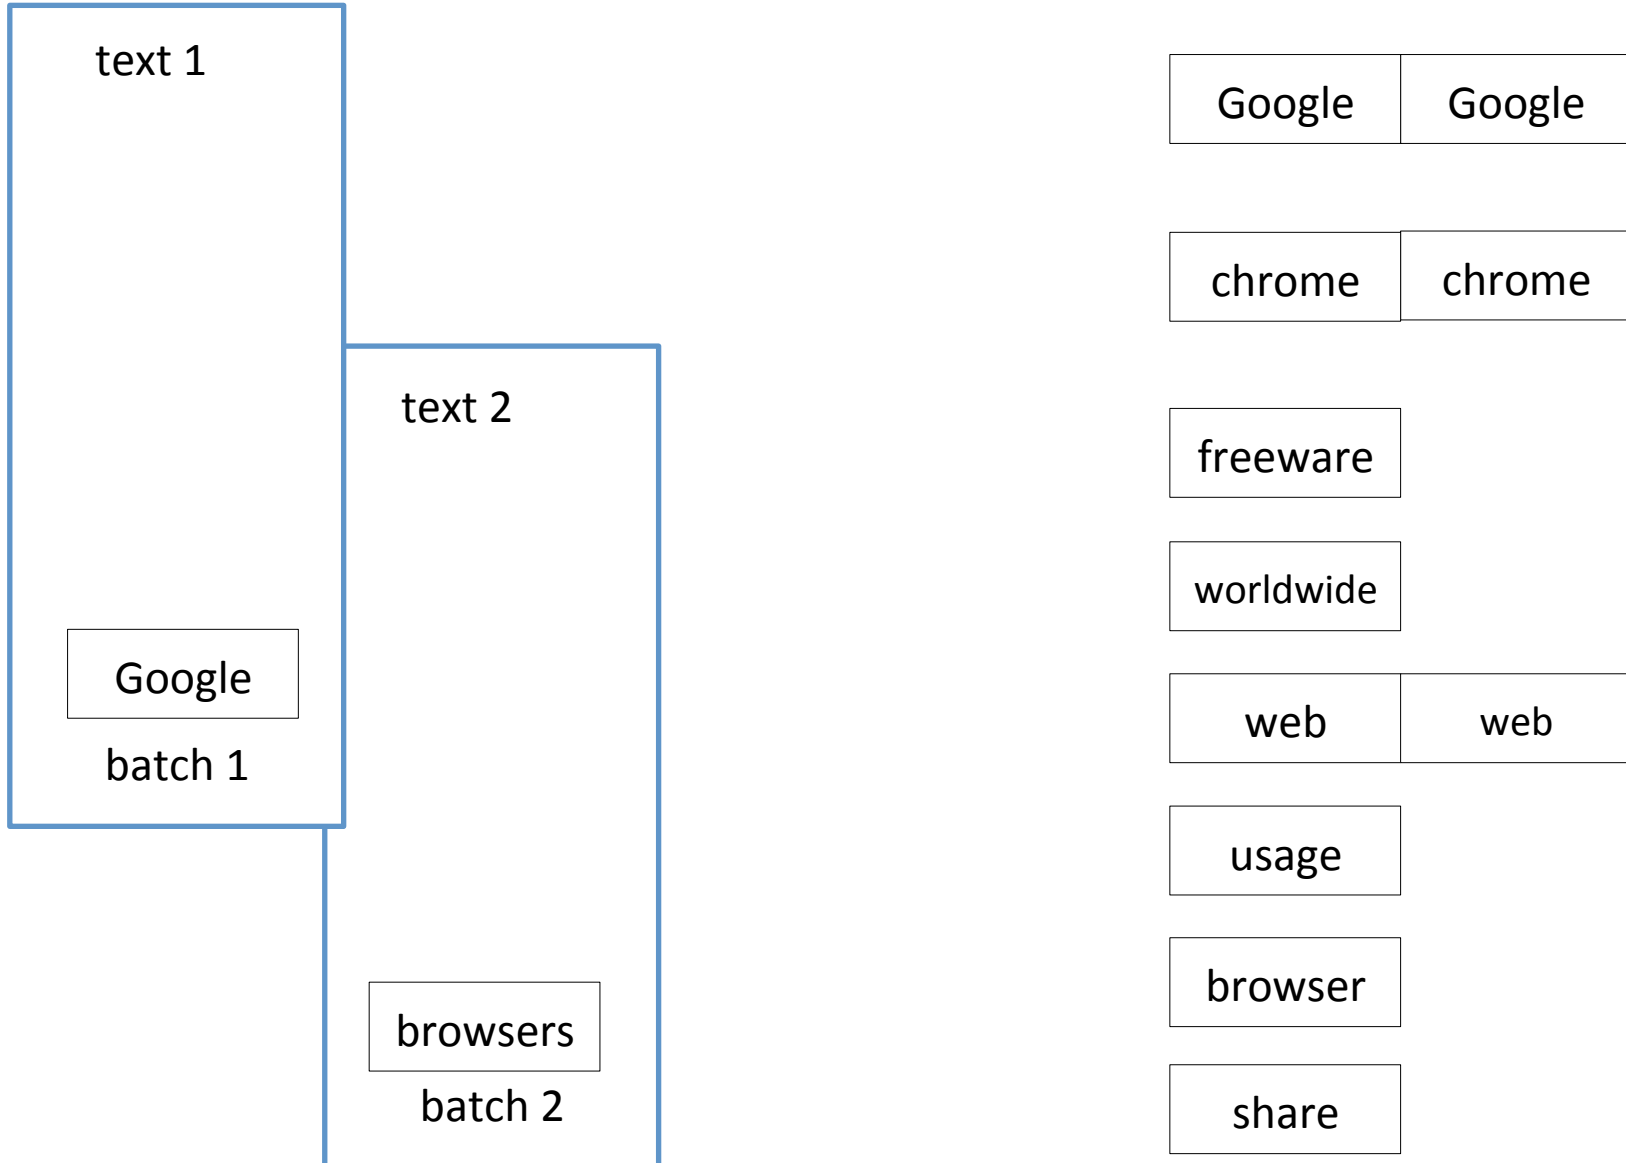 text 1
text 2
Google
batch 1
browsers
batch 2
Google Google
chrome chrome
freeware
worldwide
web web
usage
browser
share